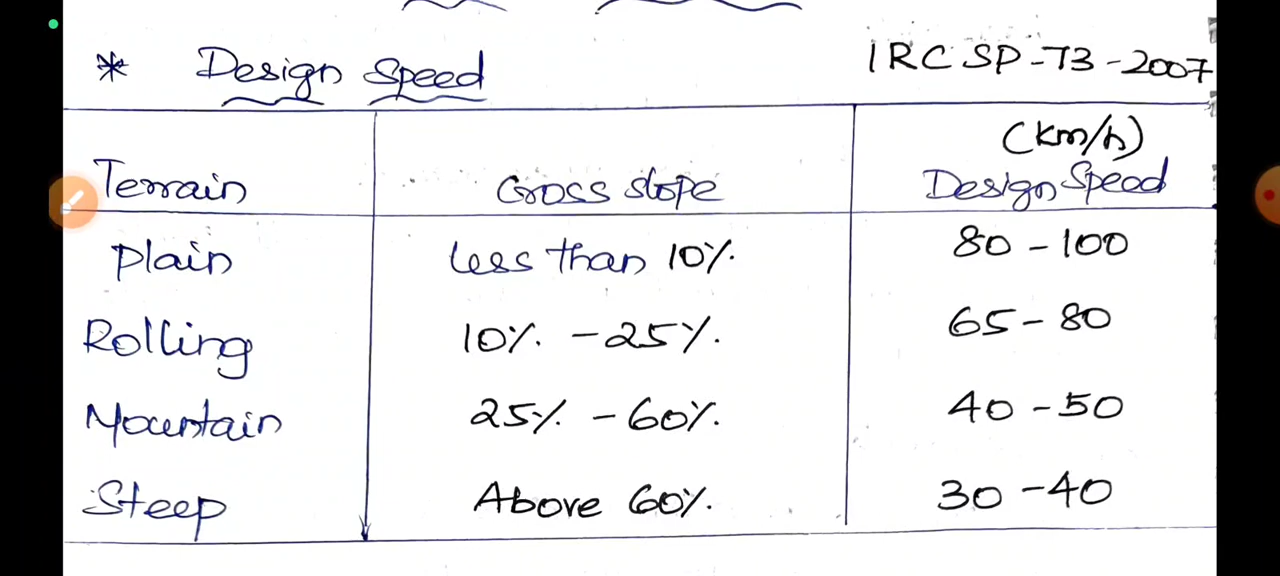 * Design Speed IRC SP-73-2007
Terrain Cross slope (km/h) Design Speed
Plain Less than 10%. 80 - 100
Rolling 10%. - 25%. 65 - 80
Mountain 25%. - 60%. 40 - 50
Steep Above 60%. 30 - 40